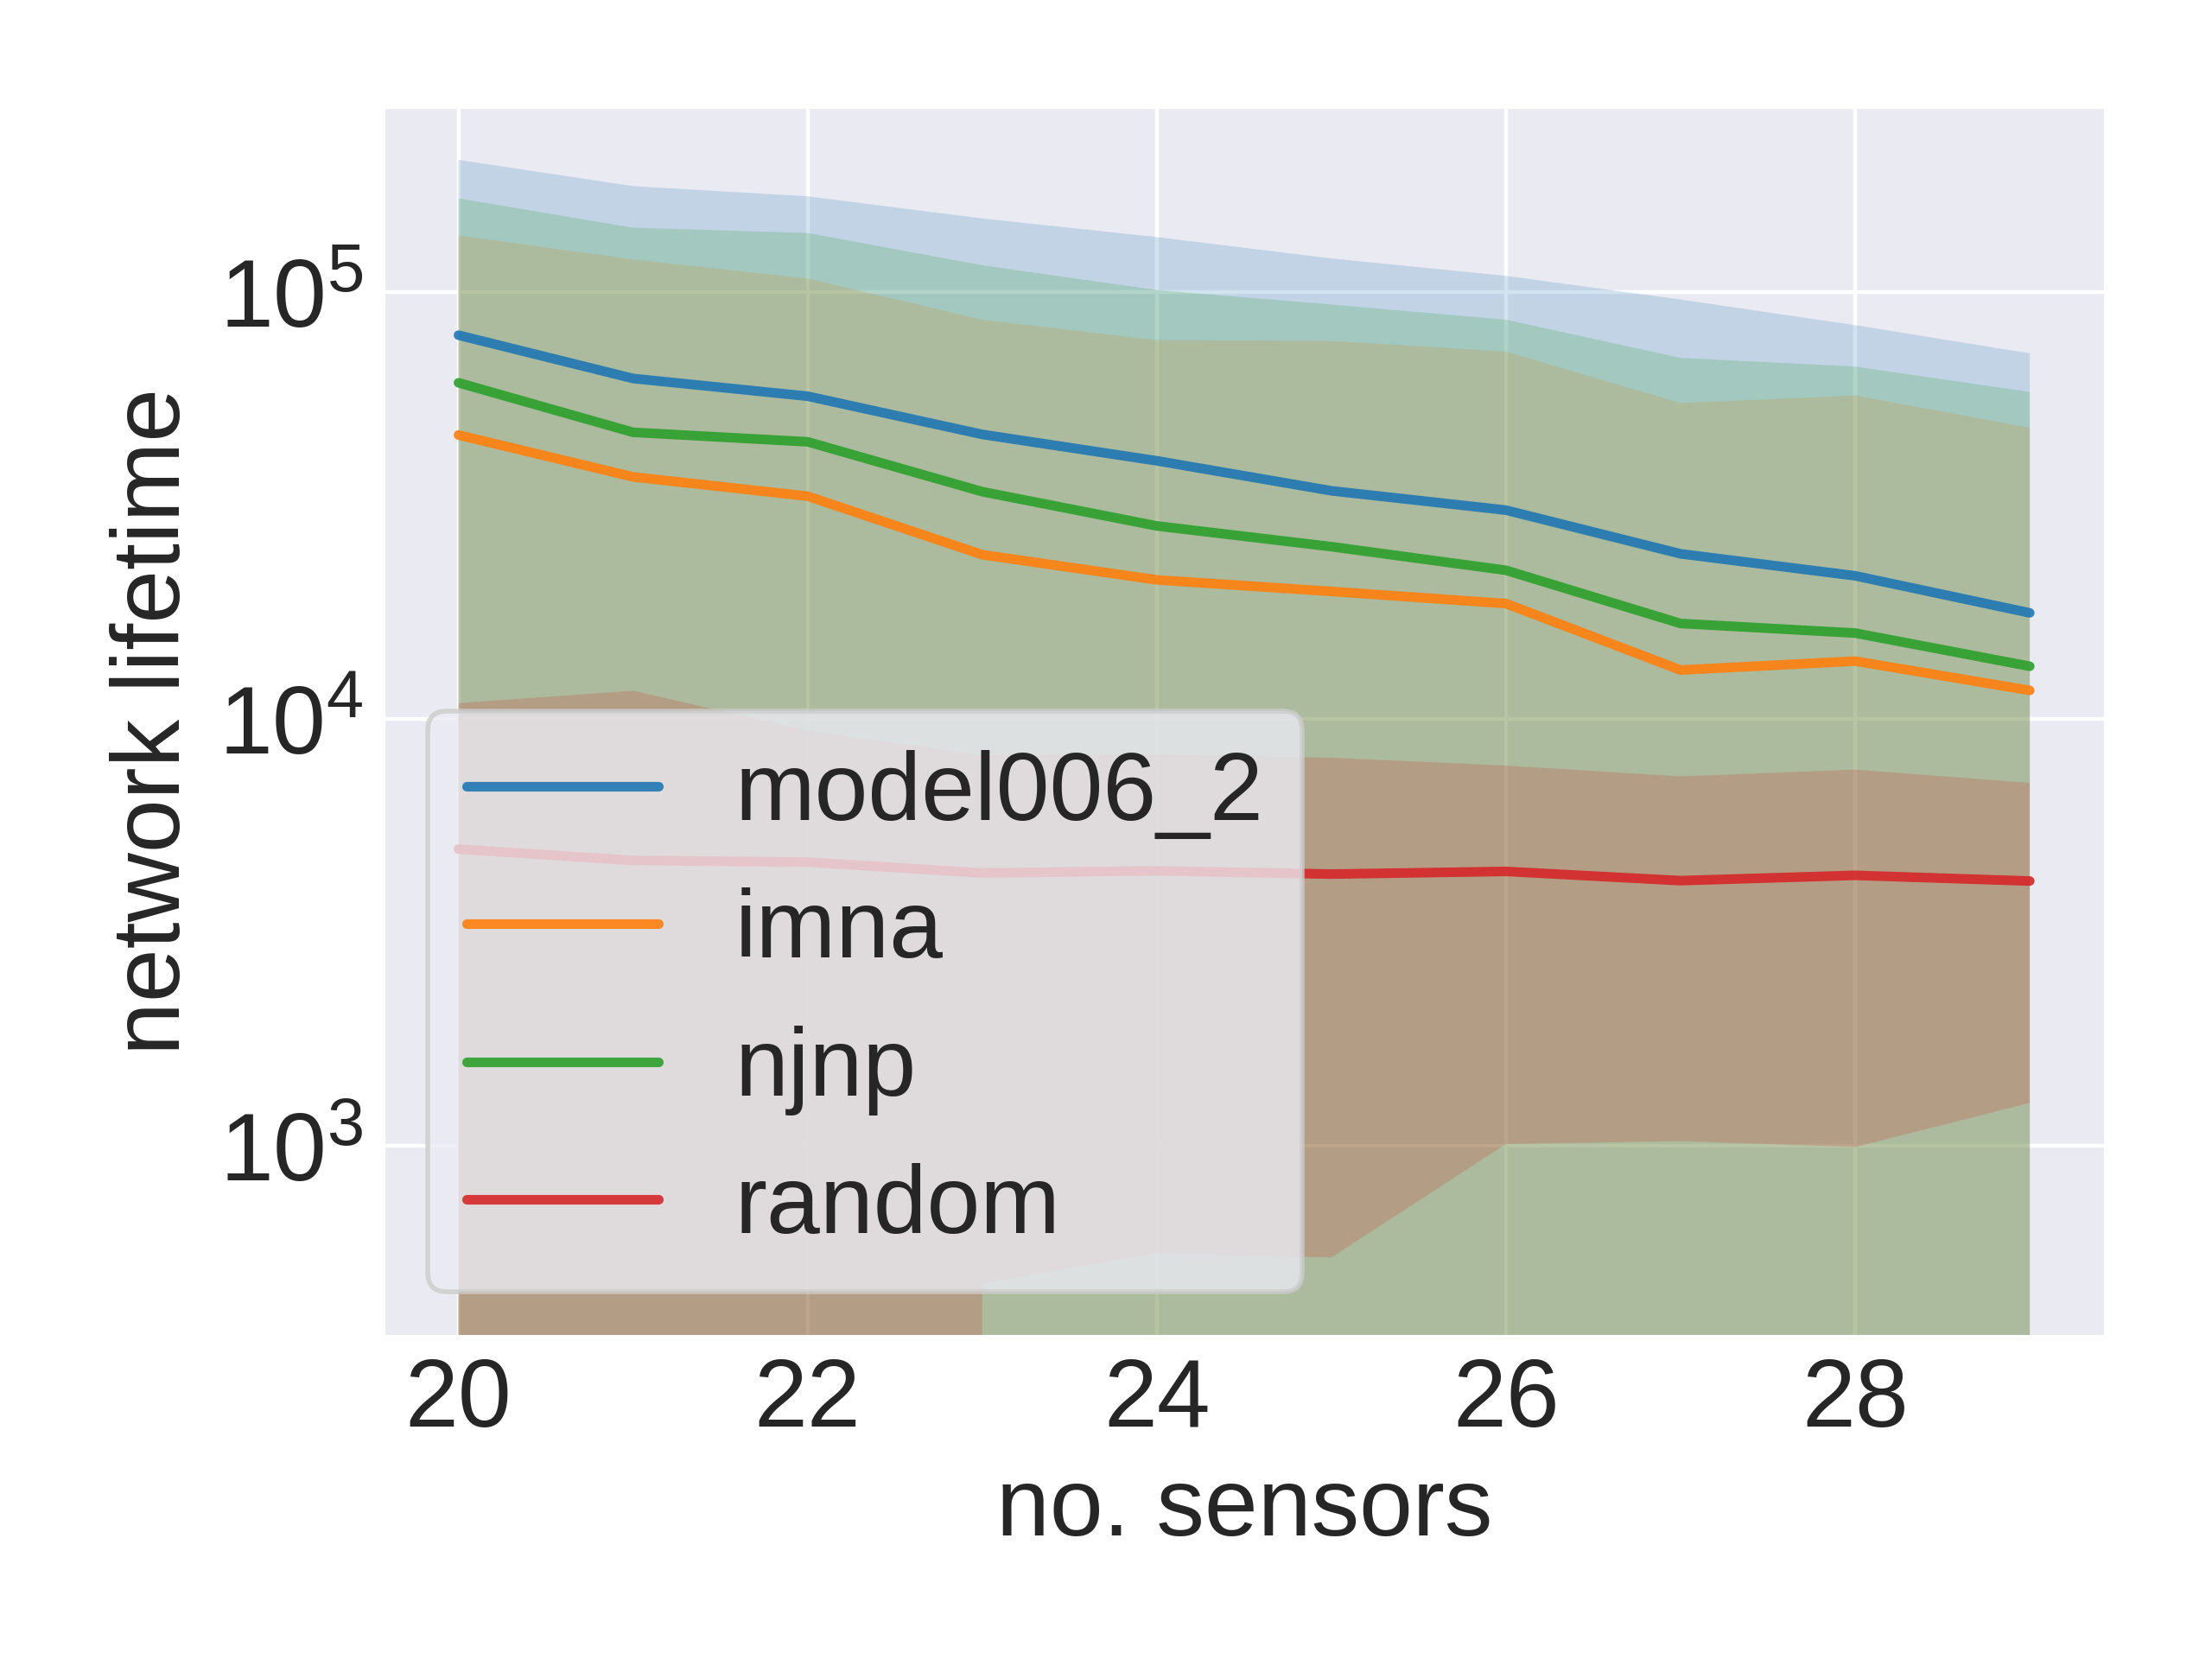 network lifetime
10^5
10^4
10^3
model006_2
imna
njnp
random
20 22 24 26 28
no. sensors